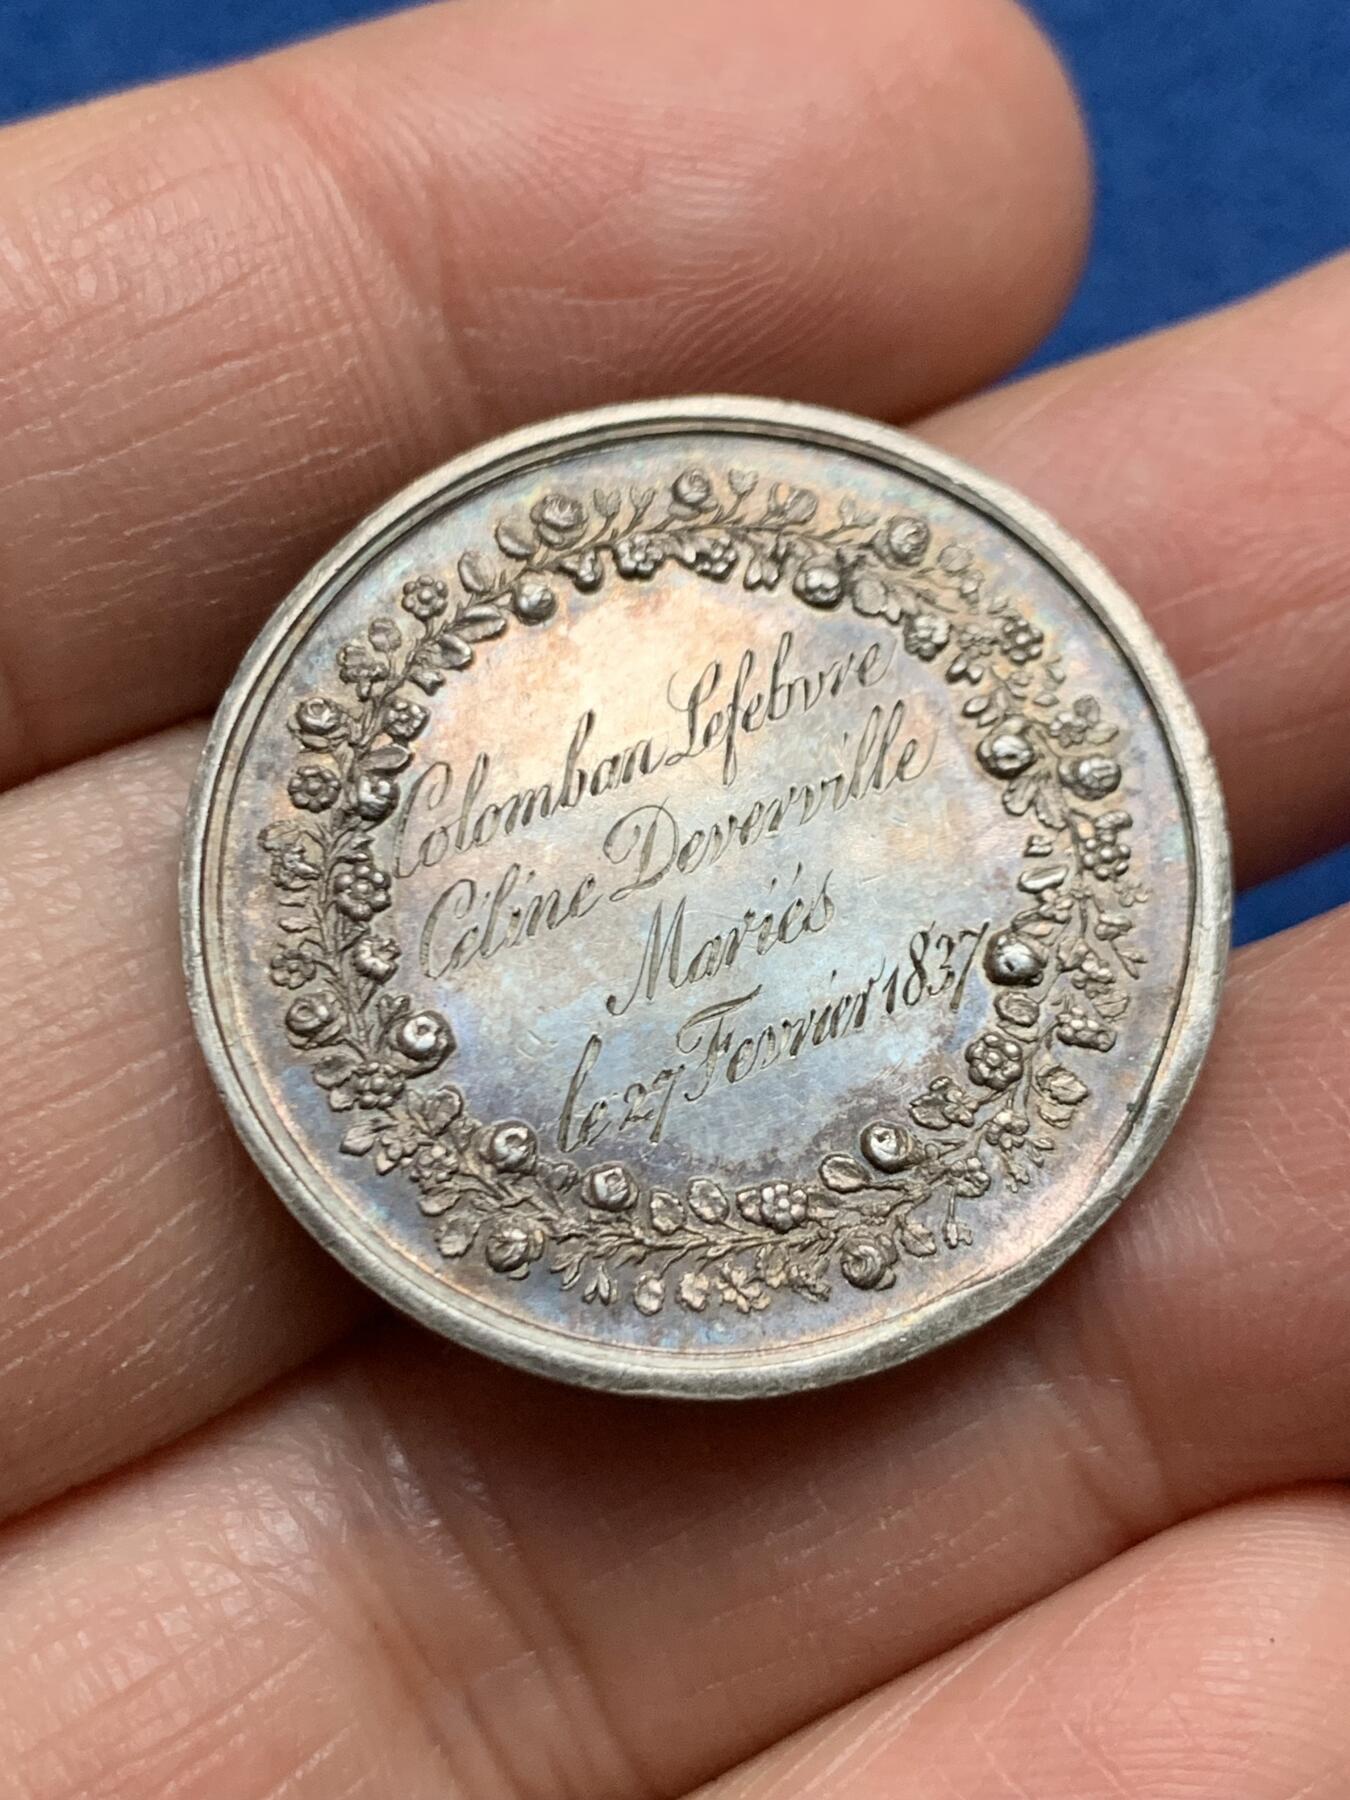 Colomban Lefebvre
Céline Deverville
Mariés
le 27 Fevrier 1837